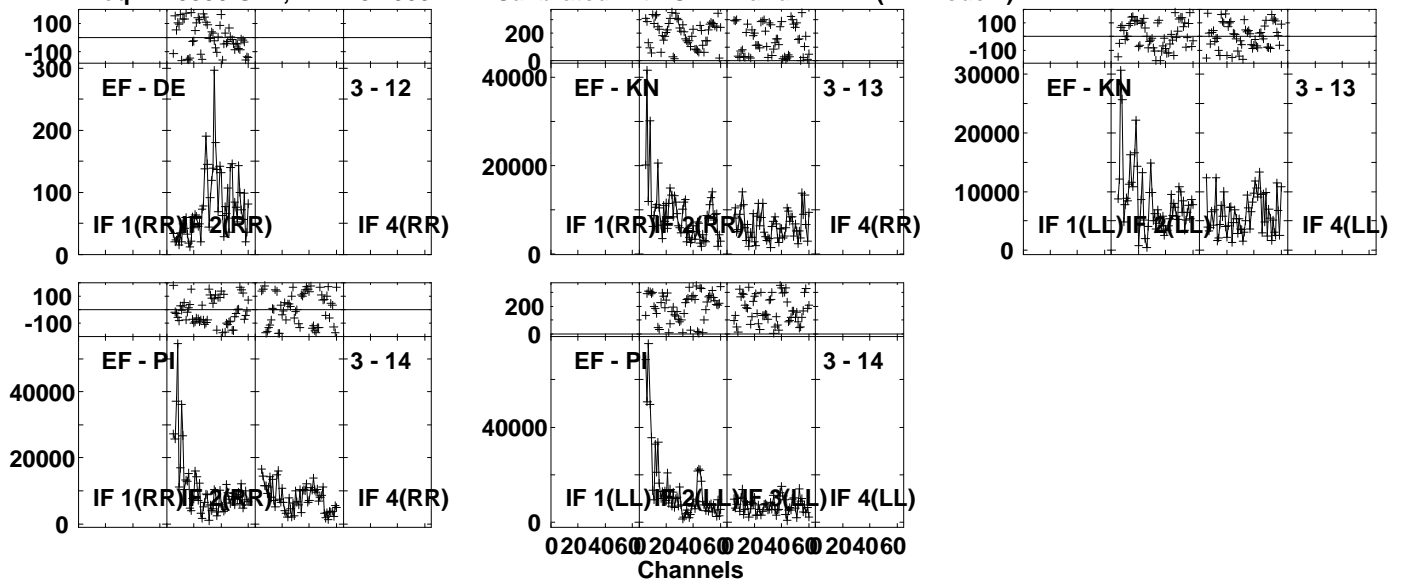 100
-100
300
200
100
0
EF - DE
3 - 12
IF 1(RR)
IF 2(RR)
IF 4(RR)
200
0
40000
20000
0
EF - KN
3 - 13
IF 1(RR)
IF 2(RR)
IF 4(RR)
100
-100
30000
20000
10000
0
EF - KN
3 - 13
IF 1(LL)
IF 2(LL)
IF 4(LL)
100
-100
40000
20000
0
EF - PI
3 - 14
IF 1(RR)
IF 2(RR)
IF 4(RR)
200
0
40000
0
EF - PI
3 - 14
IF 1(LL)
IF 2(LL)
IF 3(LL)
IF 4(LL)
0 20 40 60 0 20 40 60 0 20 40 60 0 20 40 60
Channels